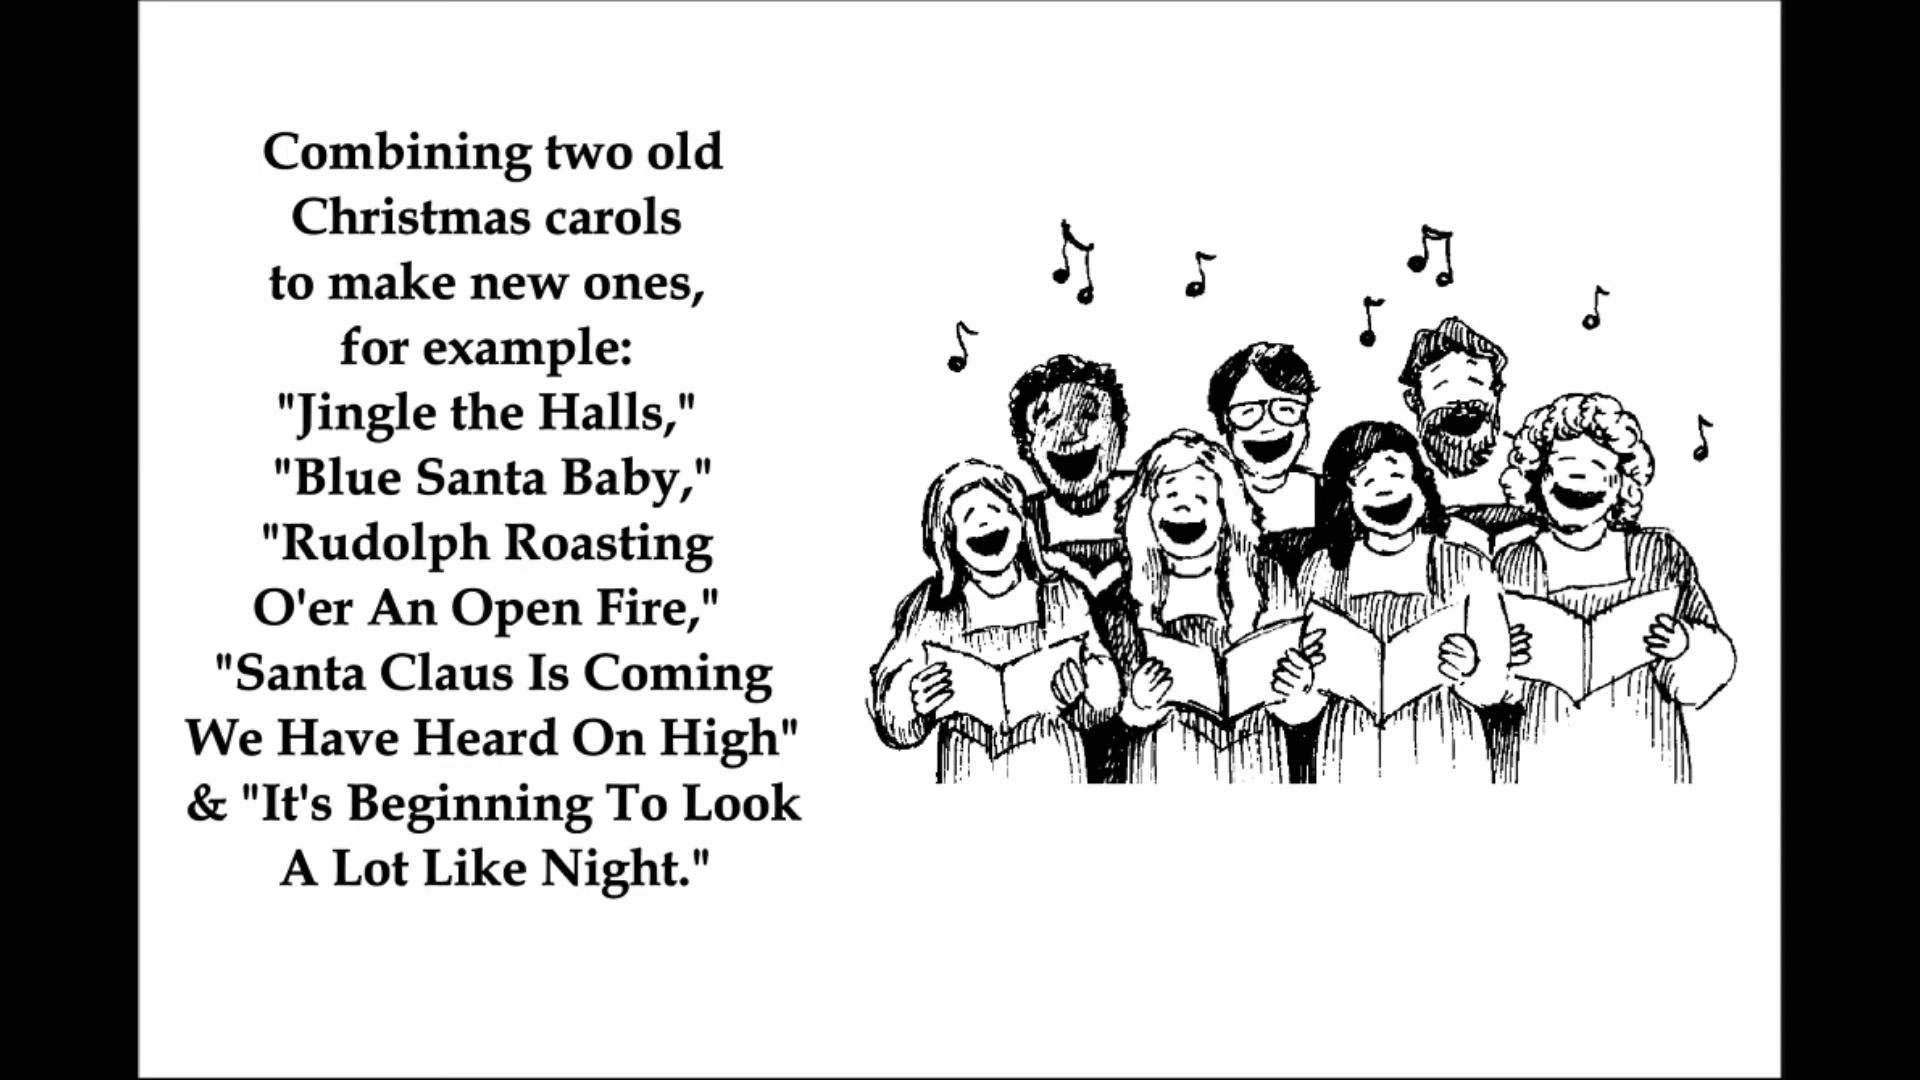 Combining two old
Christmas carols
to make new ones,
for example:
"Jingle the Halls,"
"Blue Santa Baby,"
"Rudolph Roasting
O'er An Open Fire,"
"Santa Claus Is Coming
We Have Heard On High"
& "It's Beginning To Look
A Lot Like Night."